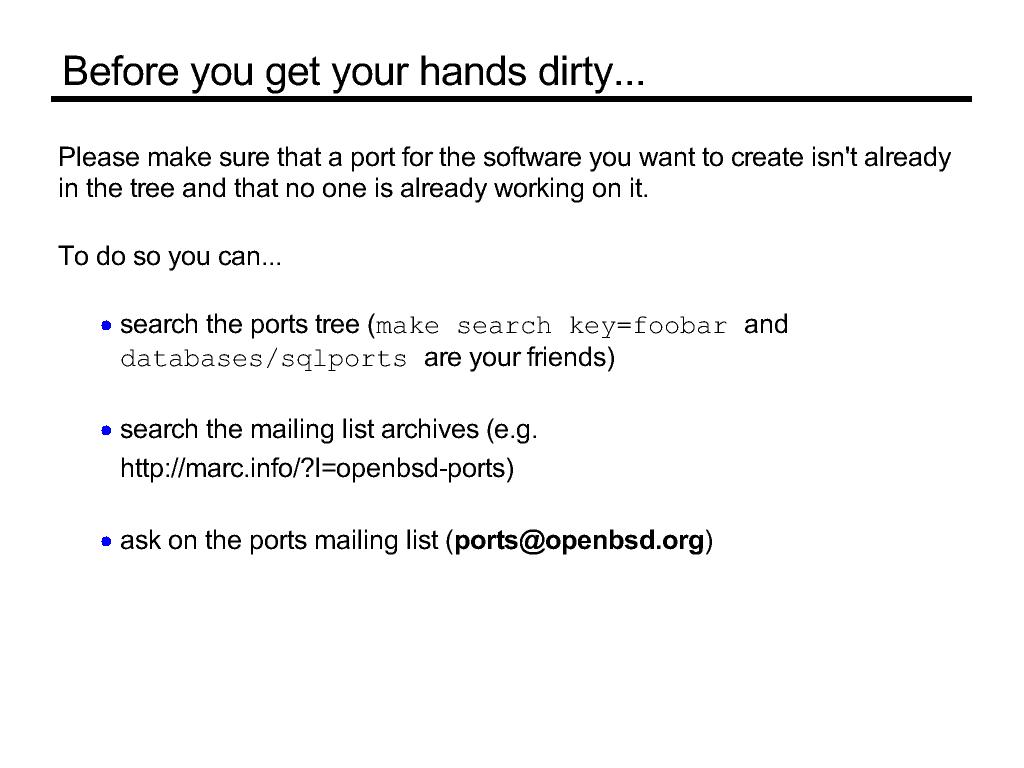 Before you get your hands dirty...
Please make sure that a port for the software you want to create isn't already
in the tree and that no one is already working on it.
To do so you can...
search the ports tree (make search key=foobar and
databases/sqlports are your friends)
search the mailing list archives (e.g.
http://marc.info/?l=openbsd-ports)
ask on the ports mailing list (ports@openbsd.org)